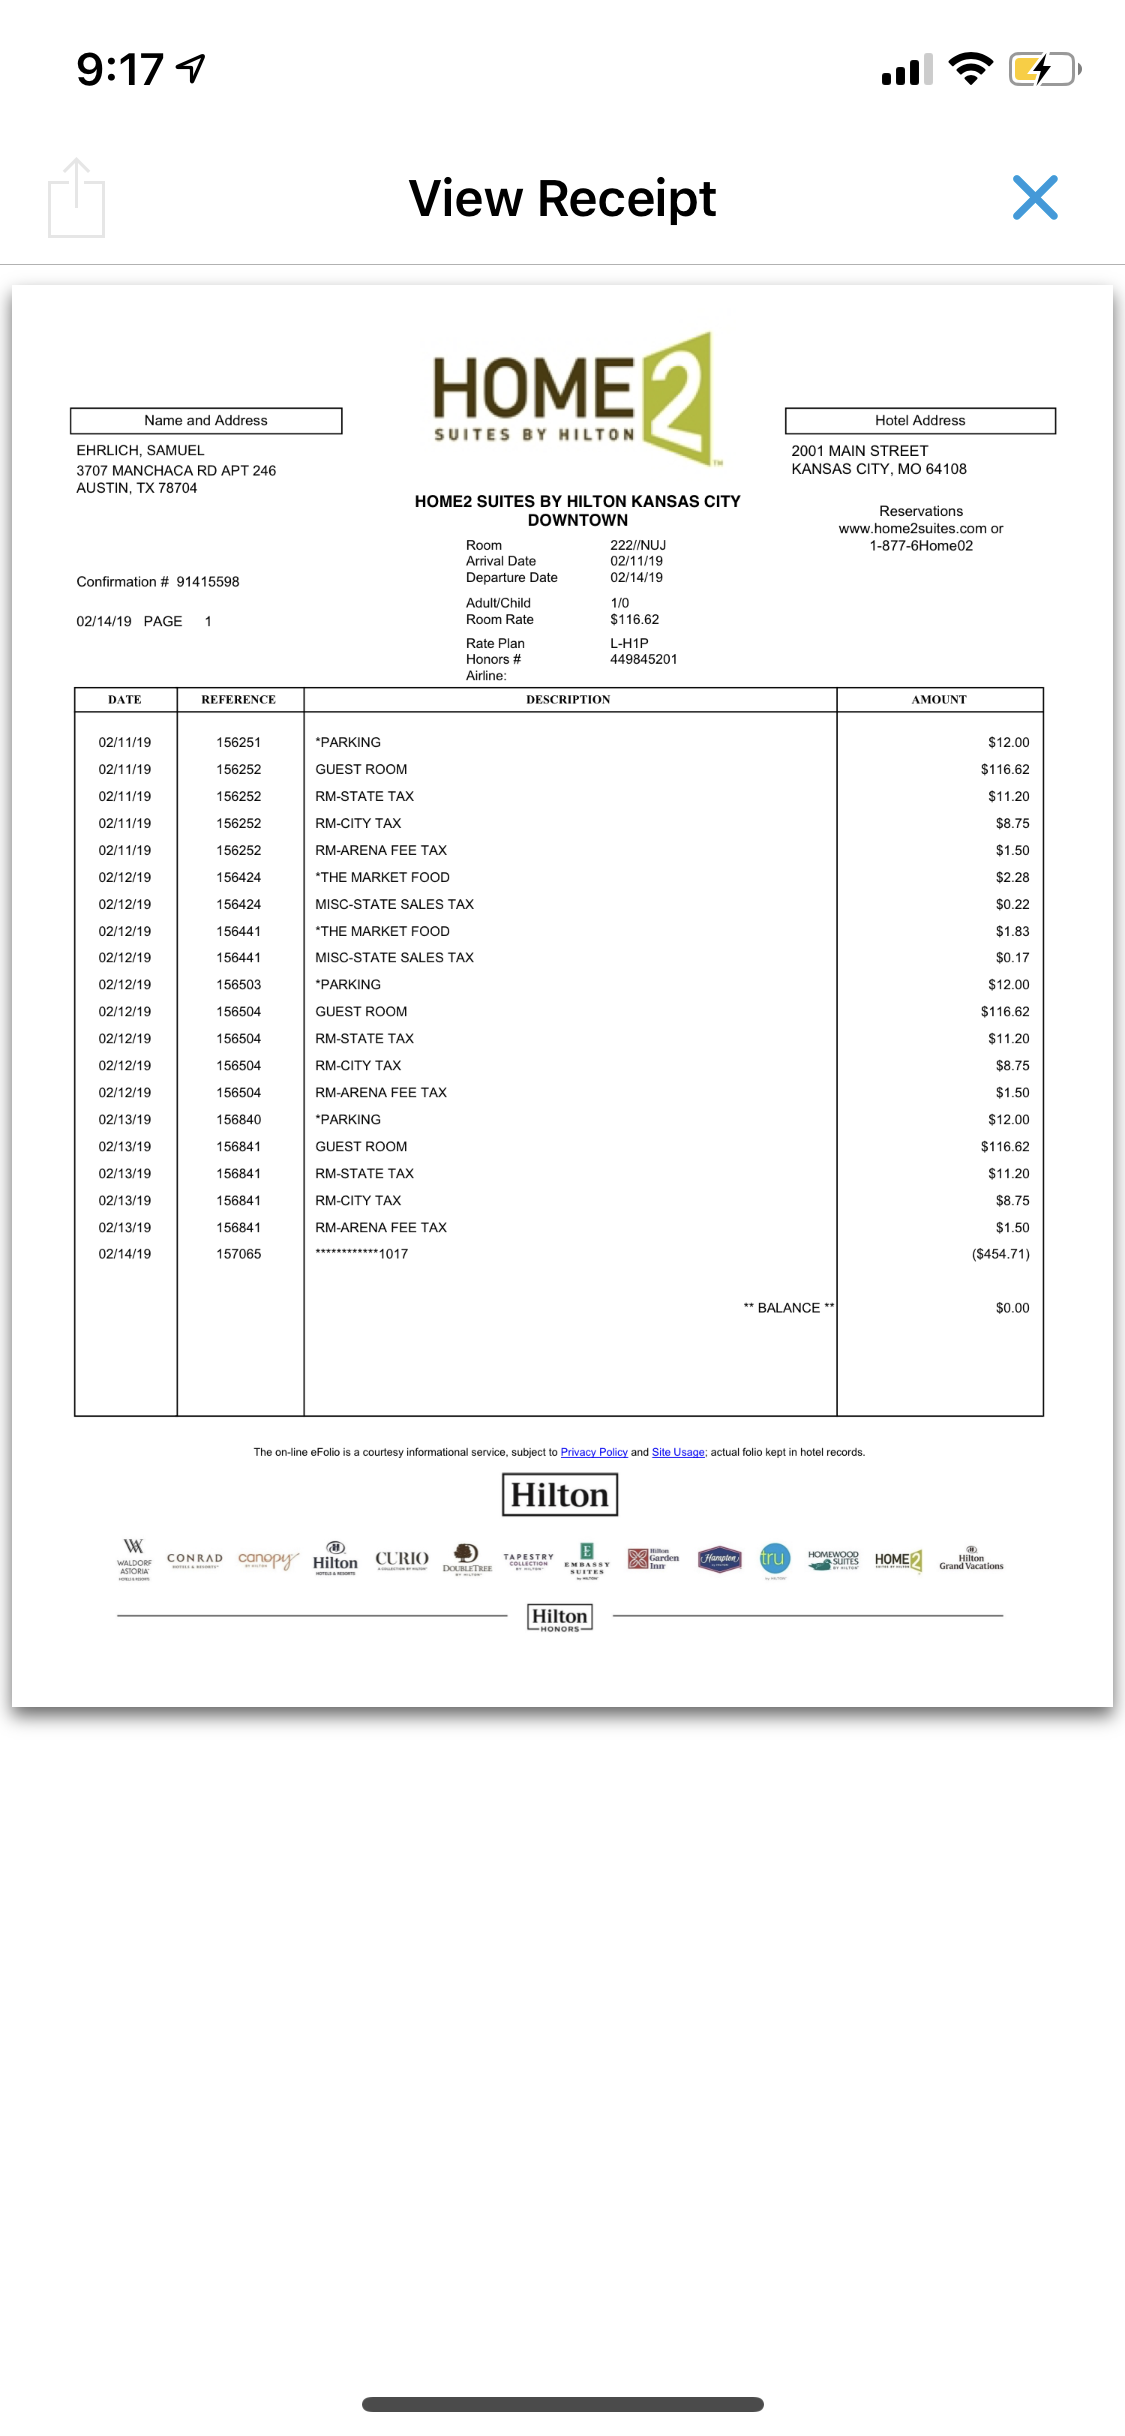 9:17
View Receipt
HOME2
SUITES BY HILTON
Name and Address
Hotel Address
EHRLICH, SAMUEL
3707 MANCHACA RD APT 246
AUSTIN, TX 78704
2001 MAIN STREET
KANSAS CITY, MO 64108
HOME2 SUITES BY HILTON KANSAS CITY
DOWNTOWN
Reservations
www.home2suites.com or
1-877-6Home02
Room 222//NUJ
Arrival Date 02/11/19
Departure Date 02/14/19
Confirmation # 91415598
Adult/Child 1/0
Room Rate $116.62
02/14/19 PAGE 1
Rate Plan L-H1P
Honors # 449845201
Airline:
DATE REFERENCE DESCRIPTION AMOUNT
02/11/19 156251 *PARKING $12.00
02/11/19 156252 GUEST ROOM $116.62
02/11/19 156252 RM-STATE TAX $11.20
02/11/19 156252 RM-CITY TAX $8.75
02/11/19 156252 RM-ARENA FEE TAX $1.50
02/12/19 156424 *THE MARKET FOOD $2.28
02/12/19 156424 MISC-STATE SALES TAX $0.22
02/12/19 156441 *THE MARKET FOOD $1.83
02/12/19 156441 MISC-STATE SALES TAX $0.17
02/12/19 156503 *PARKING $12.00
02/12/19 156504 GUEST ROOM $116.62
02/12/19 156504 RM-STATE TAX $11.20
02/12/19 156504 RM-CITY TAX $8.75
02/12/19 156504 RM-ARENA FEE TAX $1.50
02/13/19 156840 *PARKING $12.00
02/13/19 156841 GUEST ROOM $116.62
02/13/19 156841 RM-STATE TAX $11.20
02/13/19 156841 RM-CITY TAX $8.75
02/13/19 156841 RM-ARENA FEE TAX $1.50
02/14/19 157065 ************1017 ($454.71)
** BALANCE ** $0.00
The on-line eFolio is a courtesy informational service, subject to Privacy Policy and Site Usage; actual folio kept in hotel records.
Hilton
WALDORF ASTORIA CONRAD canopy Hilton CURIO DOUBLETREE TAPESTRY COLLECTION EMBASSY SUITES Hilton Garden Inn Hampton tru HOMEWOOD SUITES HOME2 Hilton Grand Vacations
Hilton
HONORS